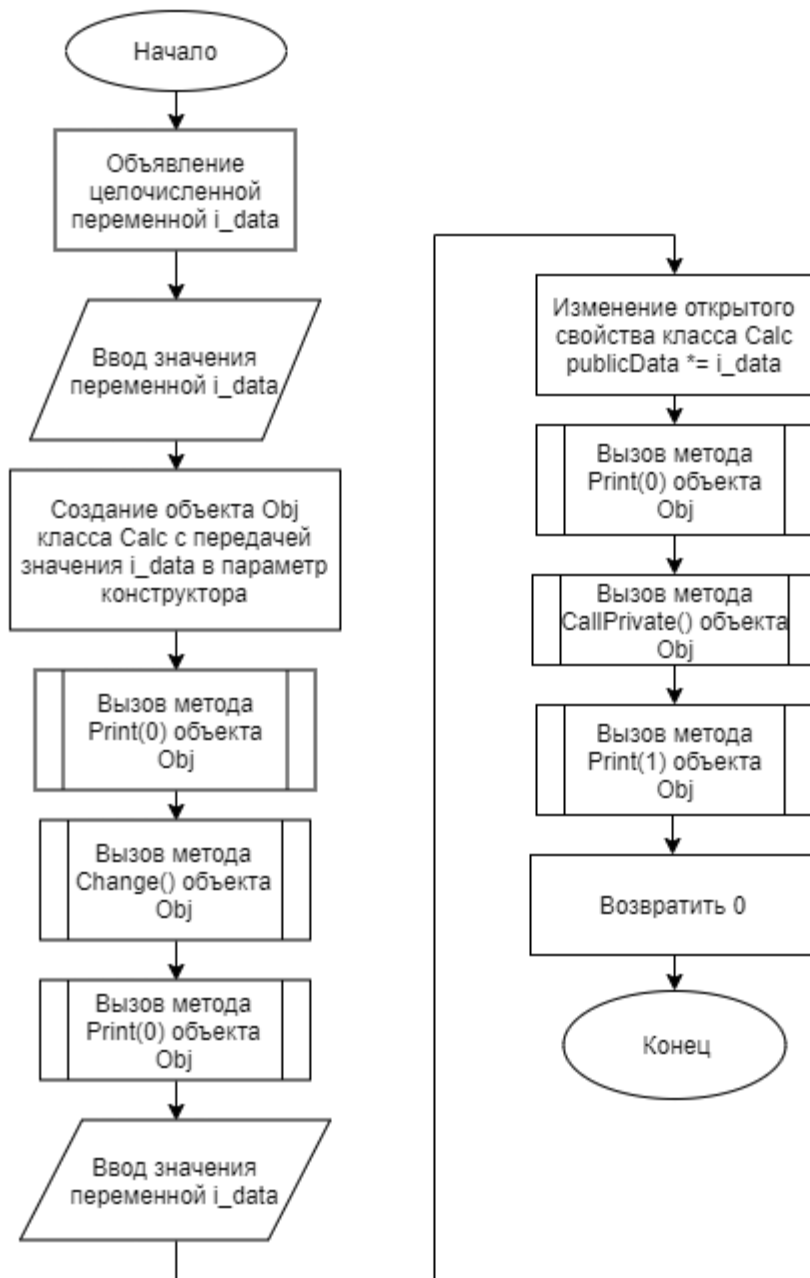 Начало
Объявление
целочисленной
переменной i_data
Ввод значения
переменной i_data
Создание объекта Obj
класса Calc с передачей
значения i_data в параметр
конструктора
Вызов метода
Print(0) объекта
Obj
Вызов метода
Change() объекта
Obj
Вызов метода
Print(0) объекта
Obj
Ввод значения
переменной i_data
Изменение открытого
свойства класса Calc
publicData *= i_data
Вызов метода
Print(0) объекта
Obj
Вызов метода
CallPrivate() объекта
Obj
Вызов метода
Print(1) объекта
Obj
Возвратить 0
Конец